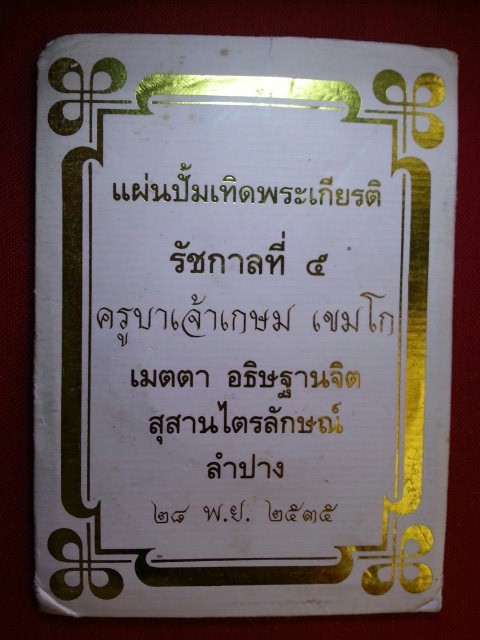 แผ่นปั้มเทิดพระเกียรติ
รัชกาลที่ ๕
ครูบาเจ้าเกษม เขมโก
เมตตา อธิษฐานจิต
สุสานไตรลักษณ์
ลำปาง
๒๘ พ.ย. ๒๕๓๕